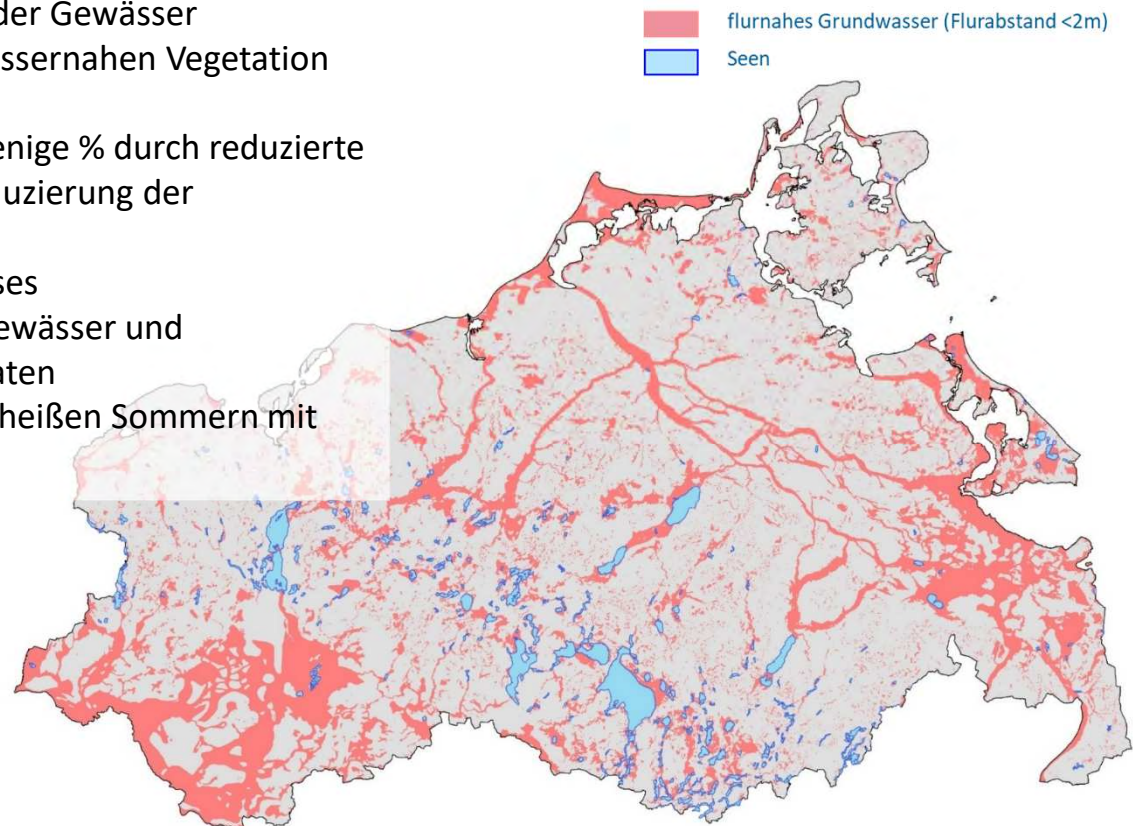 der Gewässer
ssernahen Vegetation
enige % durch reduzierte
duzierung der
ses
ewässer und
aten
heißen Sommern mit
flurnahes Grundwasser (Flurabstand <2m)
Seen